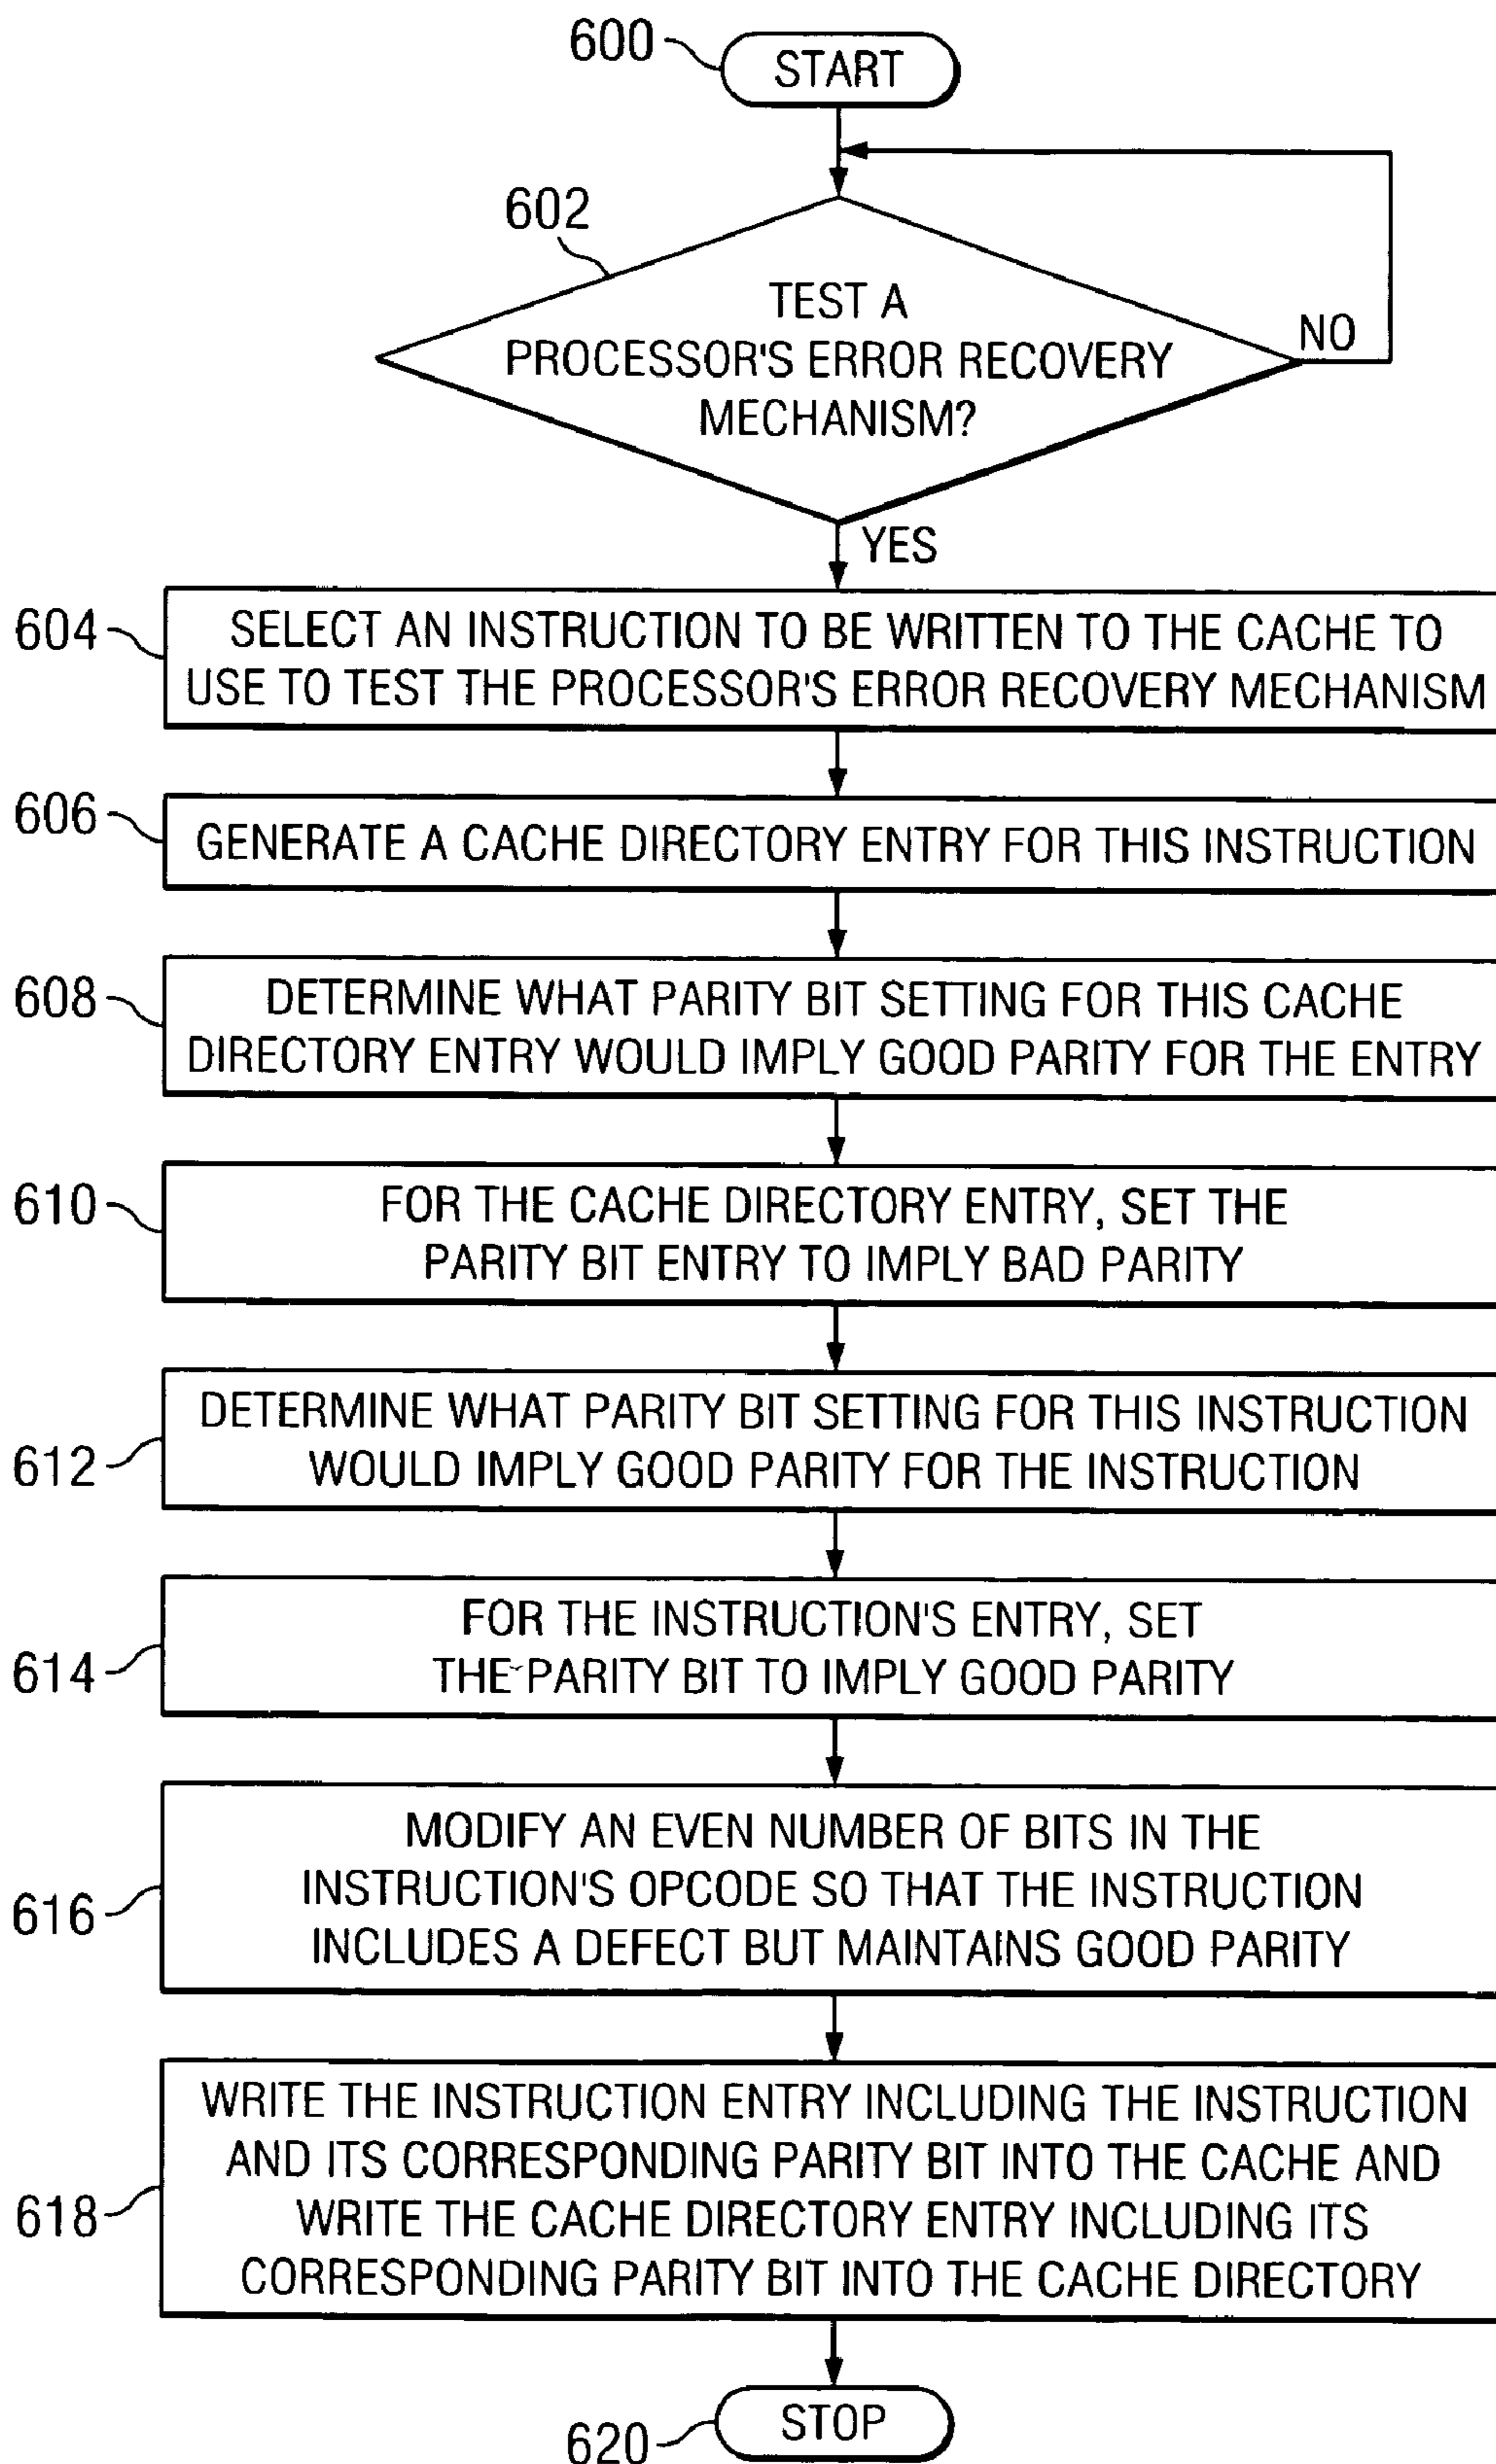 600
START
602
TEST A
PROCESSOR'S ERROR RECOVERY
MECHANISM?
NO
YES
604
SELECT AN INSTRUCTION TO BE WRITTEN TO THE CACHE TO
USE TO TEST THE PROCESSOR'S ERROR RECOVERY MECHANISM
606
GENERATE A CACHE DIRECTORY ENTRY FOR THIS INSTRUCTION
608
DETERMINE WHAT PARITY BIT SETTING FOR THIS CACHE
DIRECTORY ENTRY WOULD IMPLY GOOD PARITY FOR THE ENTRY
610
FOR THE CACHE DIRECTORY ENTRY, SET THE
PARITY BIT ENTRY TO IMPLY BAD PARITY
612
DETERMINE WHAT PARITY BIT SETTING FOR THIS INSTRUCTION
WOULD IMPLY GOOD PARITY FOR THE INSTRUCTION
614
FOR THE INSTRUCTION'S ENTRY, SET
THE PARITY BIT TO IMPLY GOOD PARITY
616
MODIFY AN EVEN NUMBER OF BITS IN THE
INSTRUCTION'S OPCODE SO THAT THE INSTRUCTION
INCLUDES A DEFECT BUT MAINTAINS GOOD PARITY
618
WRITE THE INSTRUCTION ENTRY INCLUDING THE INSTRUCTION
AND ITS CORRESPONDING PARITY BIT INTO THE CACHE AND
WRITE THE CACHE DIRECTORY ENTRY INCLUDING ITS
CORRESPONDING PARITY BIT INTO THE CACHE DIRECTORY
620
STOP